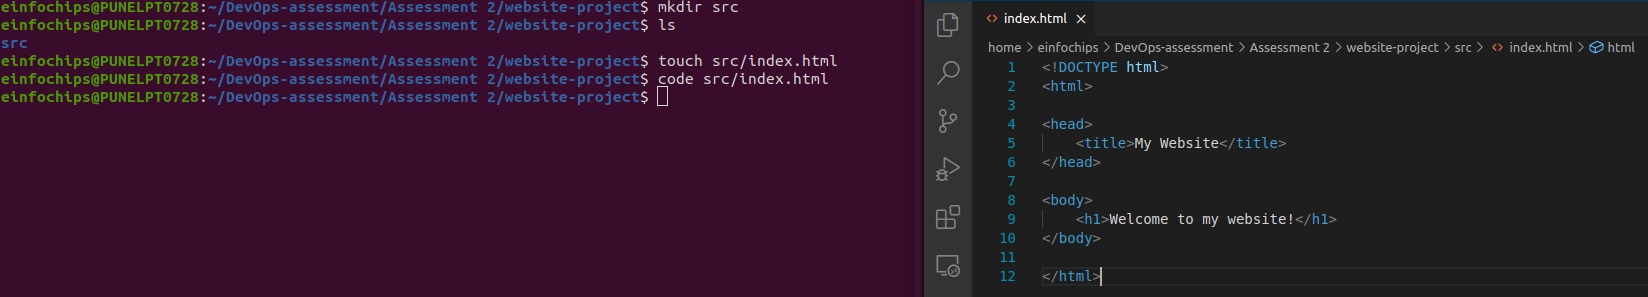 einfochips@PUNELPT0728:~/DevOps-assessment/Assessment 2/website-project$ mkdir src
einfochips@PUNELPT0728:~/DevOps-assessment/Assessment 2/website-project$ ls
src
einfochips@PUNELPT0728:~/DevOps-assessment/Assessment 2/website-project$ touch src/index.html
einfochips@PUNELPT0728:~/DevOps-assessment/Assessment 2/website-project$ code src/index.html
einfochips@PUNELPT0728:~/DevOps-assessment/Assessment 2/website-project$
<> index.html ×
home > einfochips > DevOps-assessment > Assessment 2 > website-project > src > <> index.html > html
1 <!DOCTYPE html>
2 <html>
3
4 <head>
5     <title>My Website</title>
6 </head>
7
8 <body>
9     <h1>Welcome to my website!</h1>
10 </body>
11
12 </html>